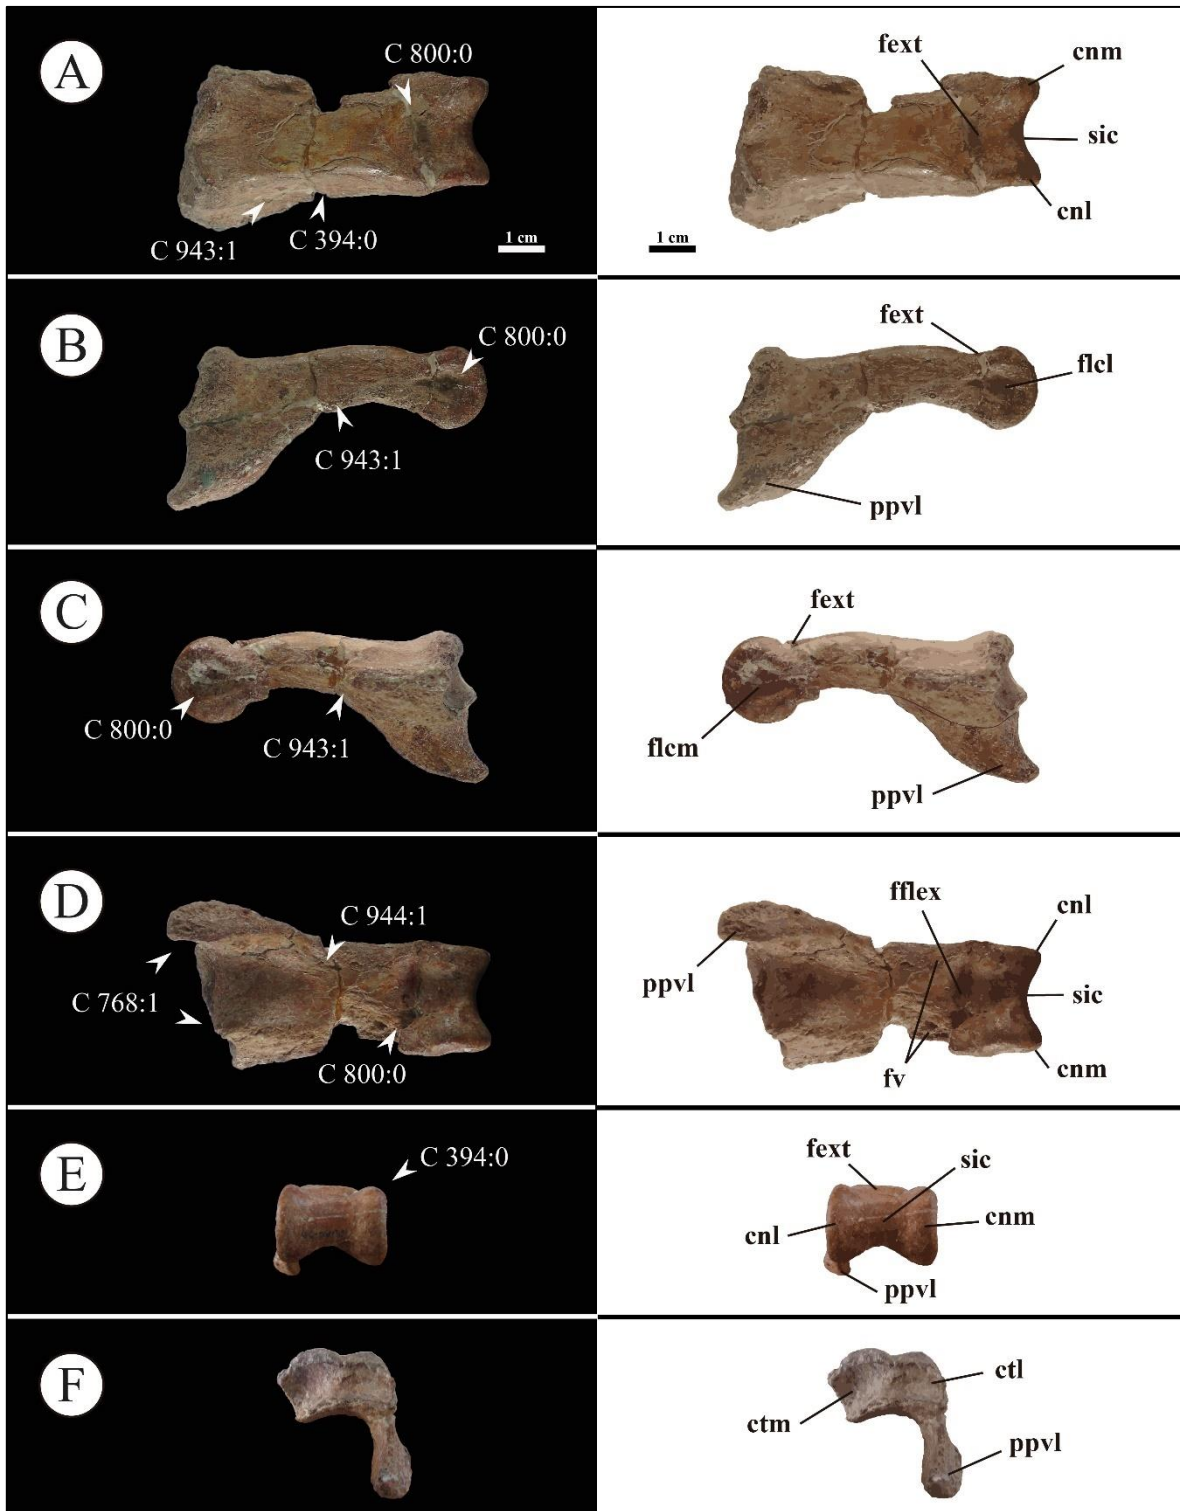 A
C 800:0
C 943:1
C 394:0
1 cm
fext
cnm
sic
cnl
1 cm
B
C 800:0
C 943:1
fext
flcl
ppvl
C
C 800:0
C 943:1
fext
flcm
ppvl
D
C 944:1
C 768:1
C 800:0
fflex
cnl
ppvl
sic
fv
cnm
E
C 394:0
fext
sic
cnl
cnm
ppvl
F
ctl
ctm
ppvl